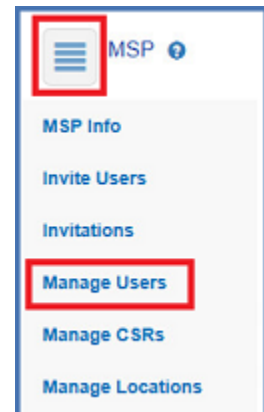 MSP ?
MSP Info
Invite Users
Invitations
Manage Users
Manage CSRs
Manage Locations